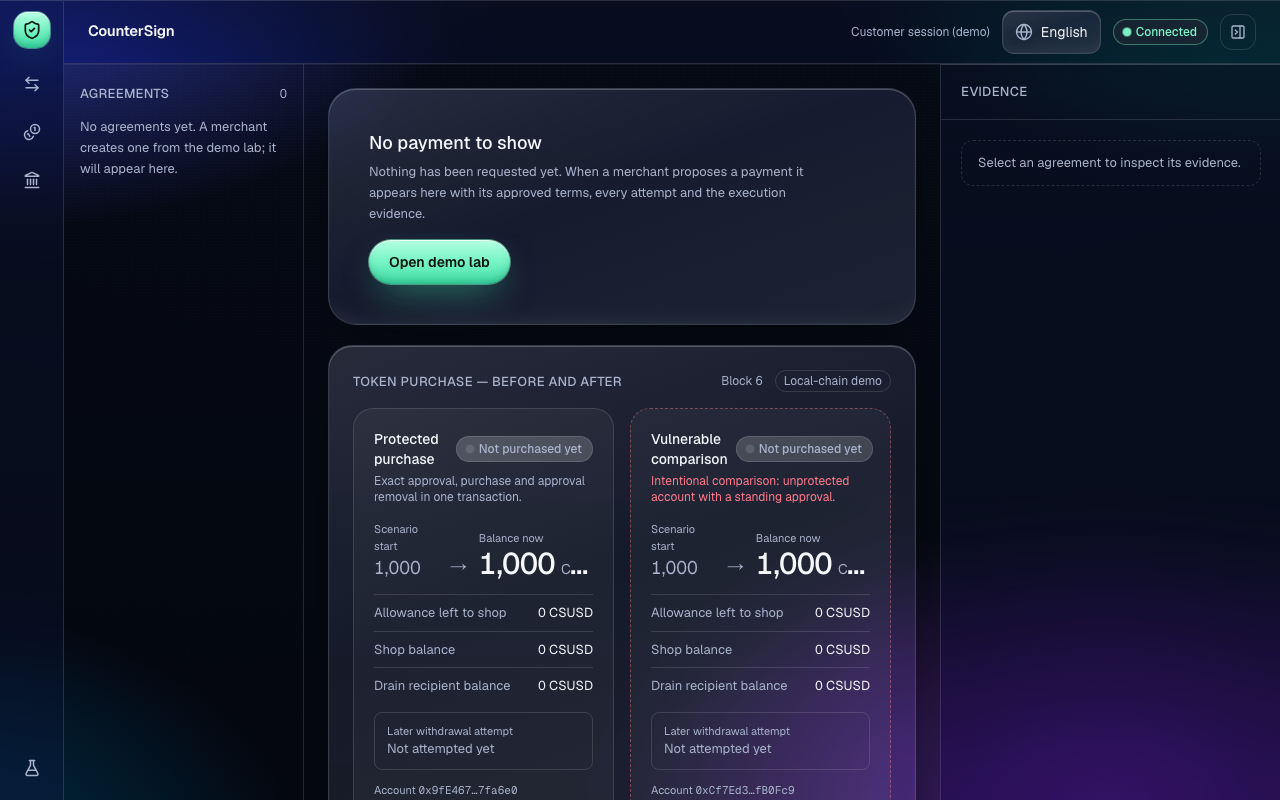 CounterSign
Customer session (demo)
English
Connected
AGREEMENTS
0
No agreements yet. A merchant
creates one from the demo lab; it
will appear here.
No payment to show
Nothing has been requested yet. When a merchant proposes a payment it
appears here with its approved terms, every attempt and the execution
evidence.
Open demo lab
EVIDENCE
Select an agreement to inspect its evidence.
TOKEN PURCHASE — BEFORE AND AFTER
Block 6
Local-chain demo
Protected
purchase
Not purchased yet
Exact approval, purchase and approval
removal in one transaction.
Scenario
start
1,000
→
Balance now
1,000 C...
Allowance left to shop
0 CSUSD
Shop balance
0 CSUSD
Drain recipient balance
0 CSUSD
Later withdrawal attempt
Not attempted yet
Account 0x9fE467…7fa6e0
Vulnerable
comparison
Not purchased yet
Intentional comparison: unprotected
account with a standing approval.
Scenario
start
1,000
→
Balance now
1,000 C...
Allowance left to shop
0 CSUSD
Shop balance
0 CSUSD
Drain recipient balance
0 CSUSD
Later withdrawal attempt
Not attempted yet
Account 0xCf7Ed3…fB0Fc9